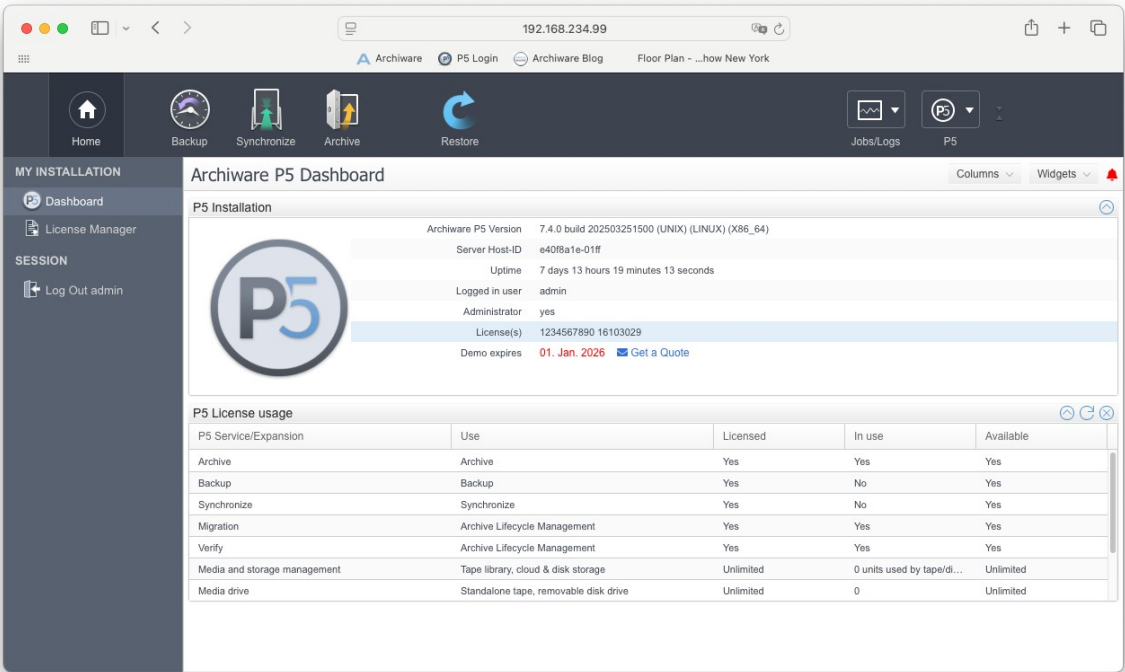 192.168.234.99
Archiware P5 Login Archiware Blog Floor Plan - ...how New York
Home Backup Synchronize Archive Restore Jobs/Logs P5 P5
MY INSTALLATION
Dashboard
License Manager
SESSION
Log Out admin
Archiware P5 Dashboard Columns Widgets
P5 Installation
P5
Archiware P5 Version 7.4.0 build 202503251500 (UNIX) (LINUX) (X86_64)
Server Host-ID e40f8a1e-01ff
Uptime 7 days 13 hours 19 minutes 13 seconds
Logged in user admin
Administrator yes
License(s) 1234567890 16103029
Demo expires 01. Jan. 2026 Get a Quote
P5 License usage
P5 Service/Expansion Use Licensed In use Available
Archive Archive Yes Yes Yes
Backup Backup Yes No Yes
Synchronize Synchronize Yes No Yes
Migration Archive Lifecycle Management Yes Yes Yes
Verify Archive Lifecycle Management Yes Yes Yes
Media and storage management Tape library, cloud & disk storage Unlimited 0 units used by tape/di... Unlimited
Media drive Standalone tape, removable disk drive Unlimited 0 Unlimited